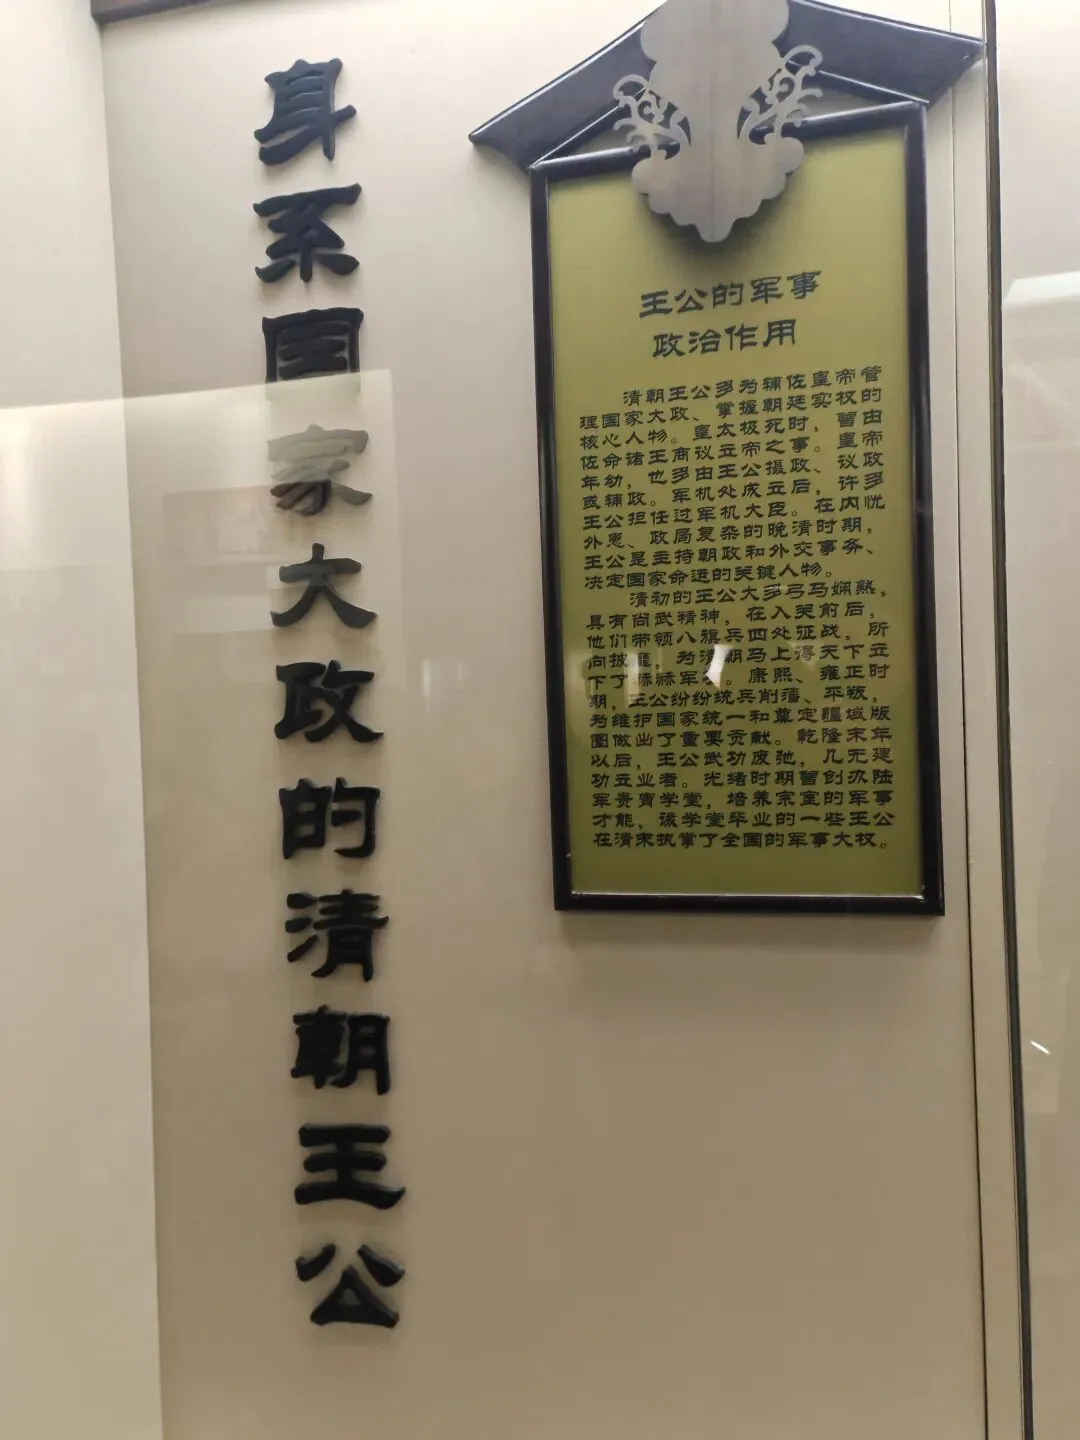 身系国家大政的清朝王公
王公的军事
政治作用
清朝王公多为辅佐皇帝管
理国家大政、掌握朝廷实权的
核心人物。皇太极死时，曾由
佐命诸王商议立帝之事。皇帝
年幼，也多由王公摄政、议政
或辅政。军机处成立后，许多
王公担任过军机大臣。在内忧
外患、政局复杂的晚清时期，
王公是主持朝政和外交事务、
决定国家命运的关键人物。
清初的王公大多弓马娴熟，
具有尚武精神，在入关前后，
他们带领八旗兵四处征战，所
向披靡，为清朝马上得天下立
下了赫赫军功。康熙、雍正时
期，王公纷纷统兵削藩、平叛，
为维护国家统一和奠定疆域版
图做出了重要贡献。乾隆末年
以后，王公武功废弛，几无建
功立业者。光绪时期曾创办陆
军贵胄学堂，培养宗室的军事
才能，该学堂毕业的一些王公
在清末执掌了全国的军事大权。